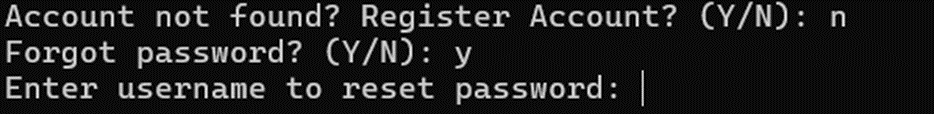 Account not found? Register Account? (Y/N): n
Forgot password? (Y/N): y
Enter username to reset password: